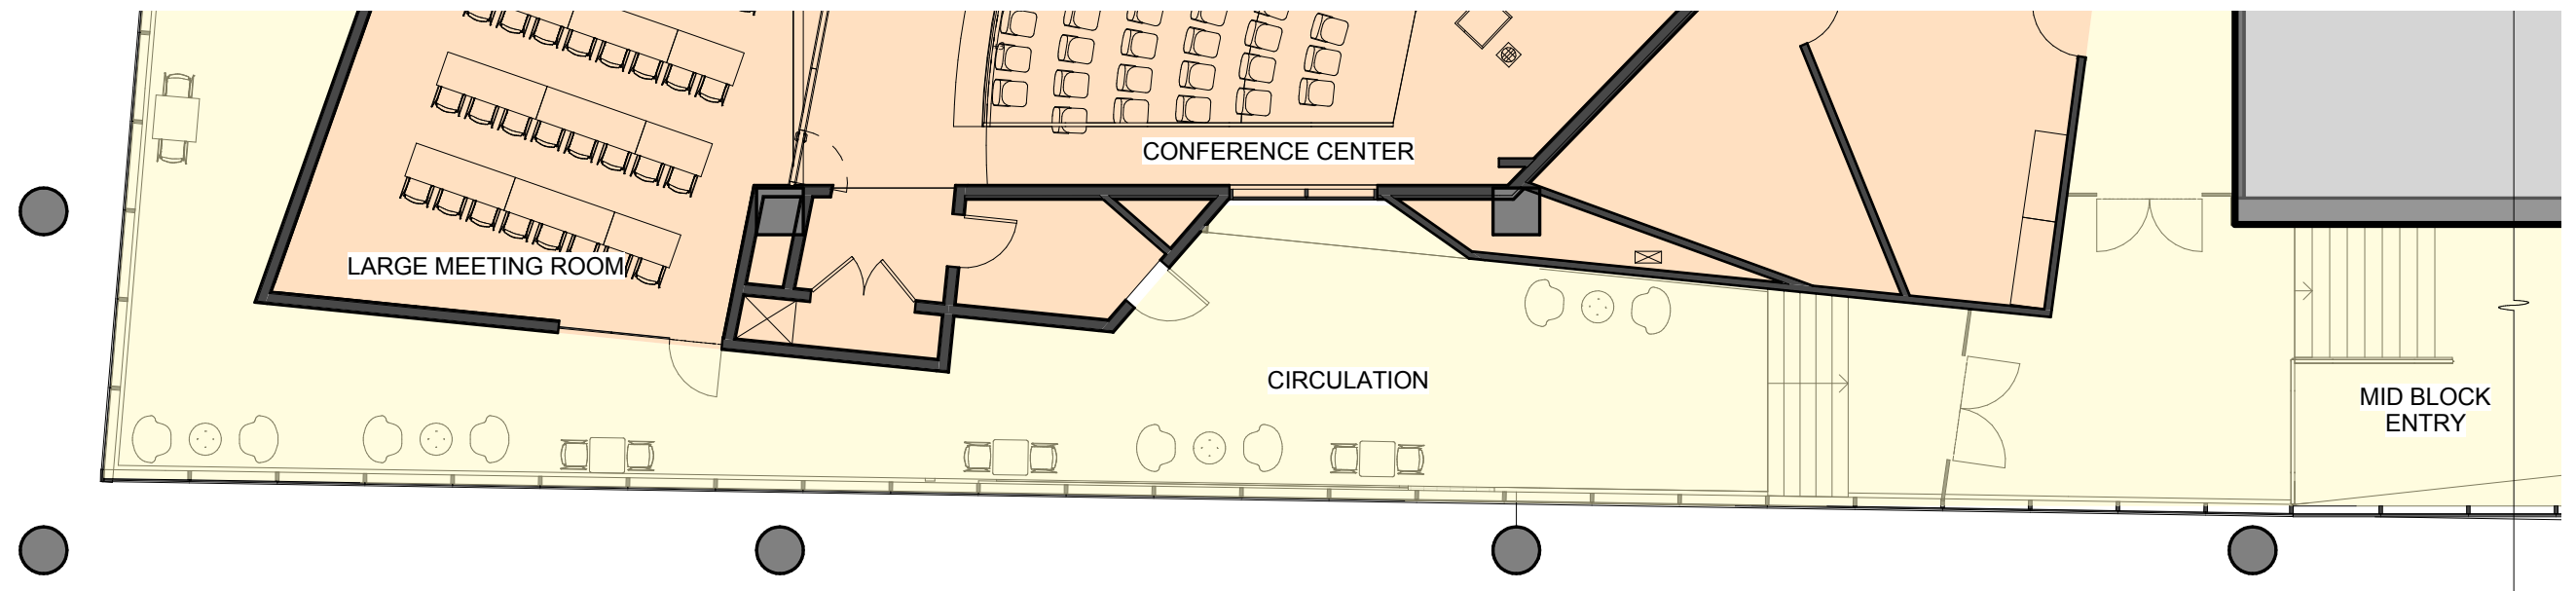 CONFERENCE CENTER
LARGE MEETING ROOM
CIRCULATION
MID BLOCK
ENTRY